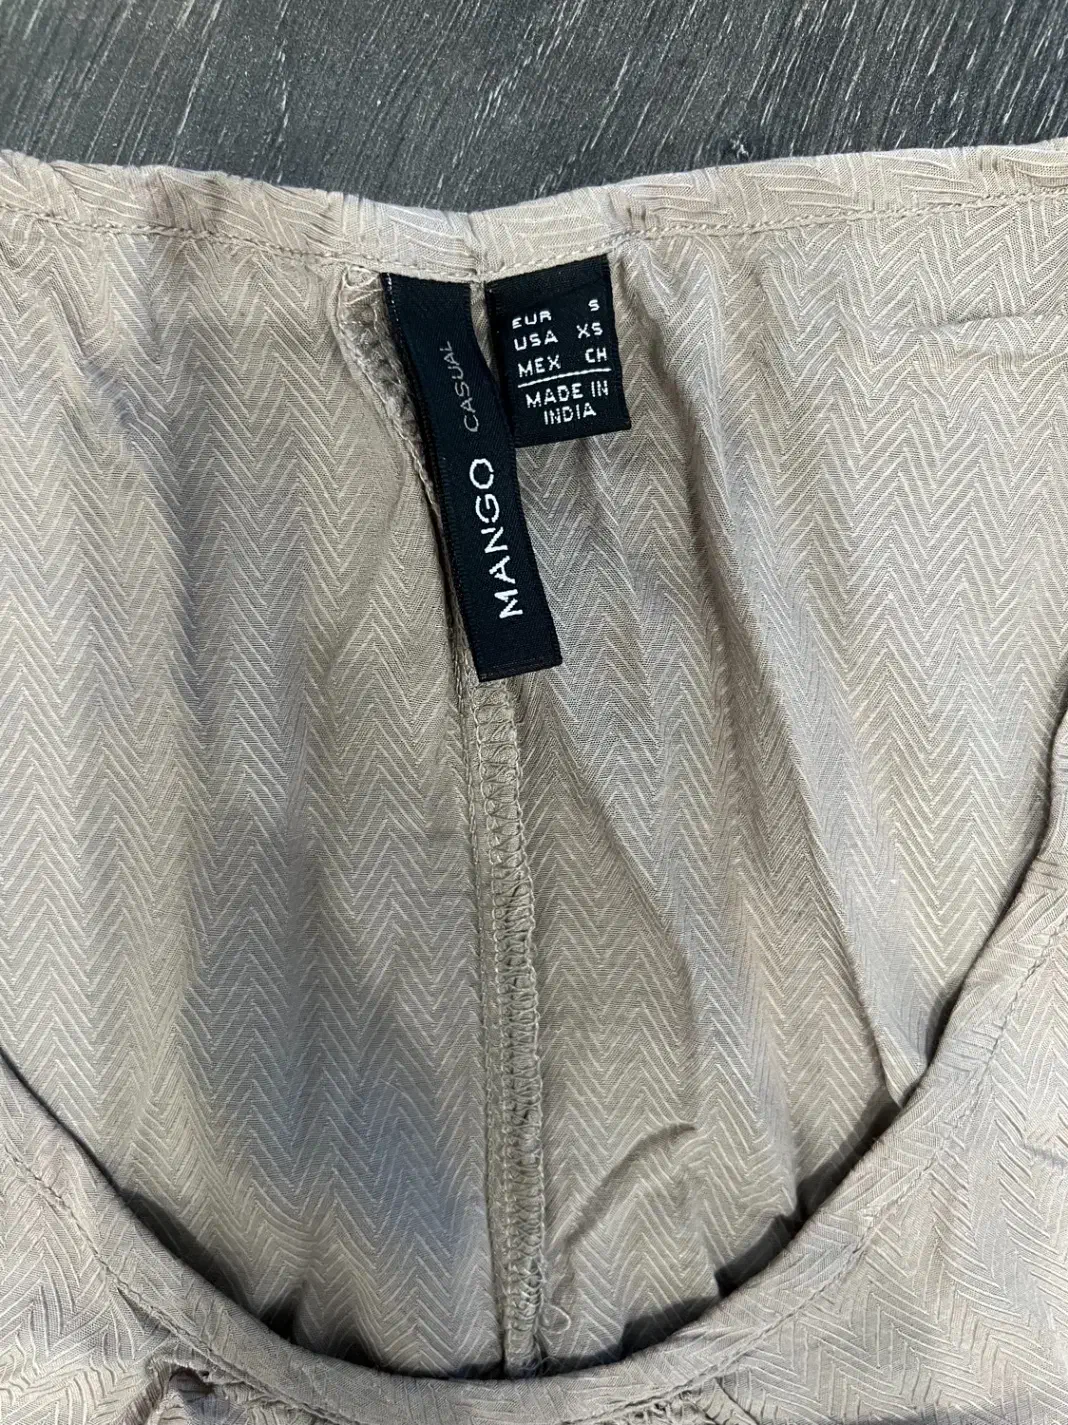 MANGO CASUAL
EUR S
USA XS
MEX CH
MADE IN
INDIA